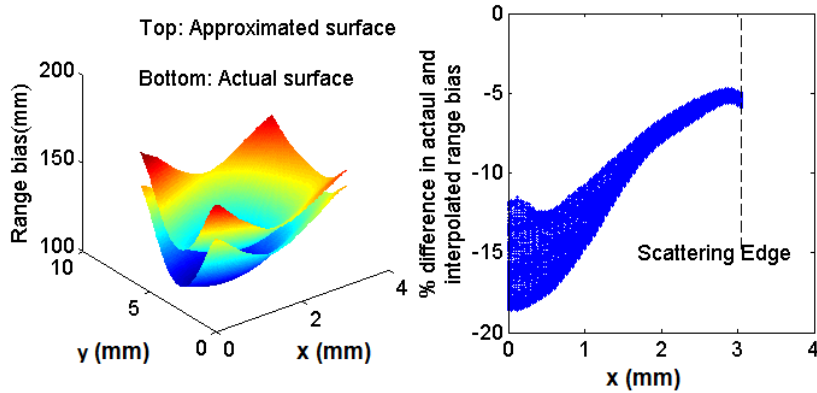 Top: Approximated surface
Bottom: Actual surface
Range bias(mm)
200
150
100
10
5
0
y (mm)
0
2
4
x (mm)
% difference in actaul and
interpolated range bias
0
-5
-10
-15
-20
Scattering Edge
0
1
2
3
4
x (mm)